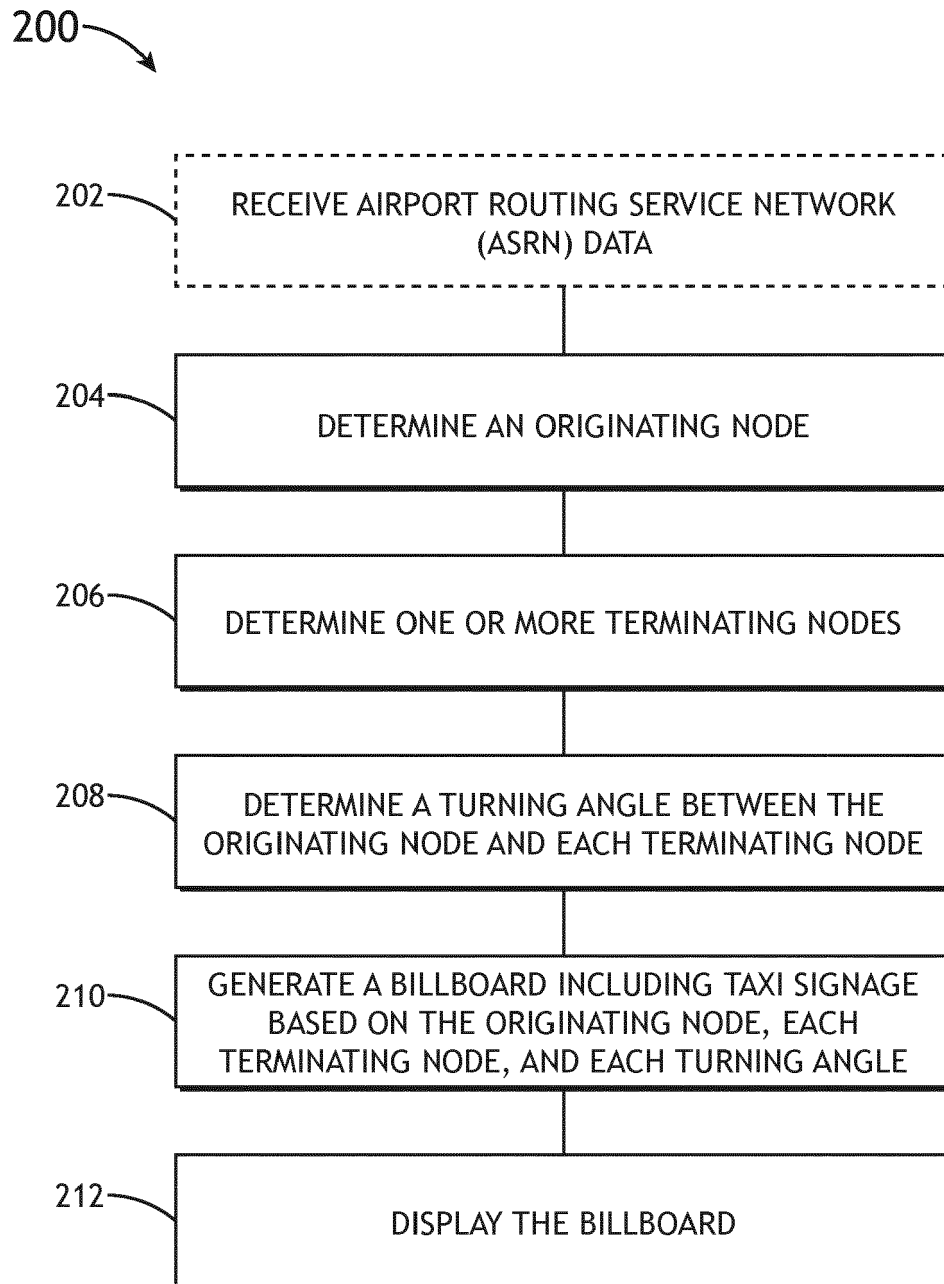 200
202
RECEIVE AIRPORT ROUTING SERVICE NETWORK
(ASRN) DATA
204
DETERMINE AN ORIGINATING NODE
206
DETERMINE ONE OR MORE TERMINATING NODES
208
DETERMINE A TURNING ANGLE BETWEEN THE
ORIGINATING NODE AND EACH TERMINATING NODE
210
GENERATE A BILLBOARD INCLUDING TAXI SIGNAGE
BASED ON THE ORIGINATING NODE, EACH
TERMINATING NODE, AND EACH TURNING ANGLE
212
DISPLAY THE BILLBOARD